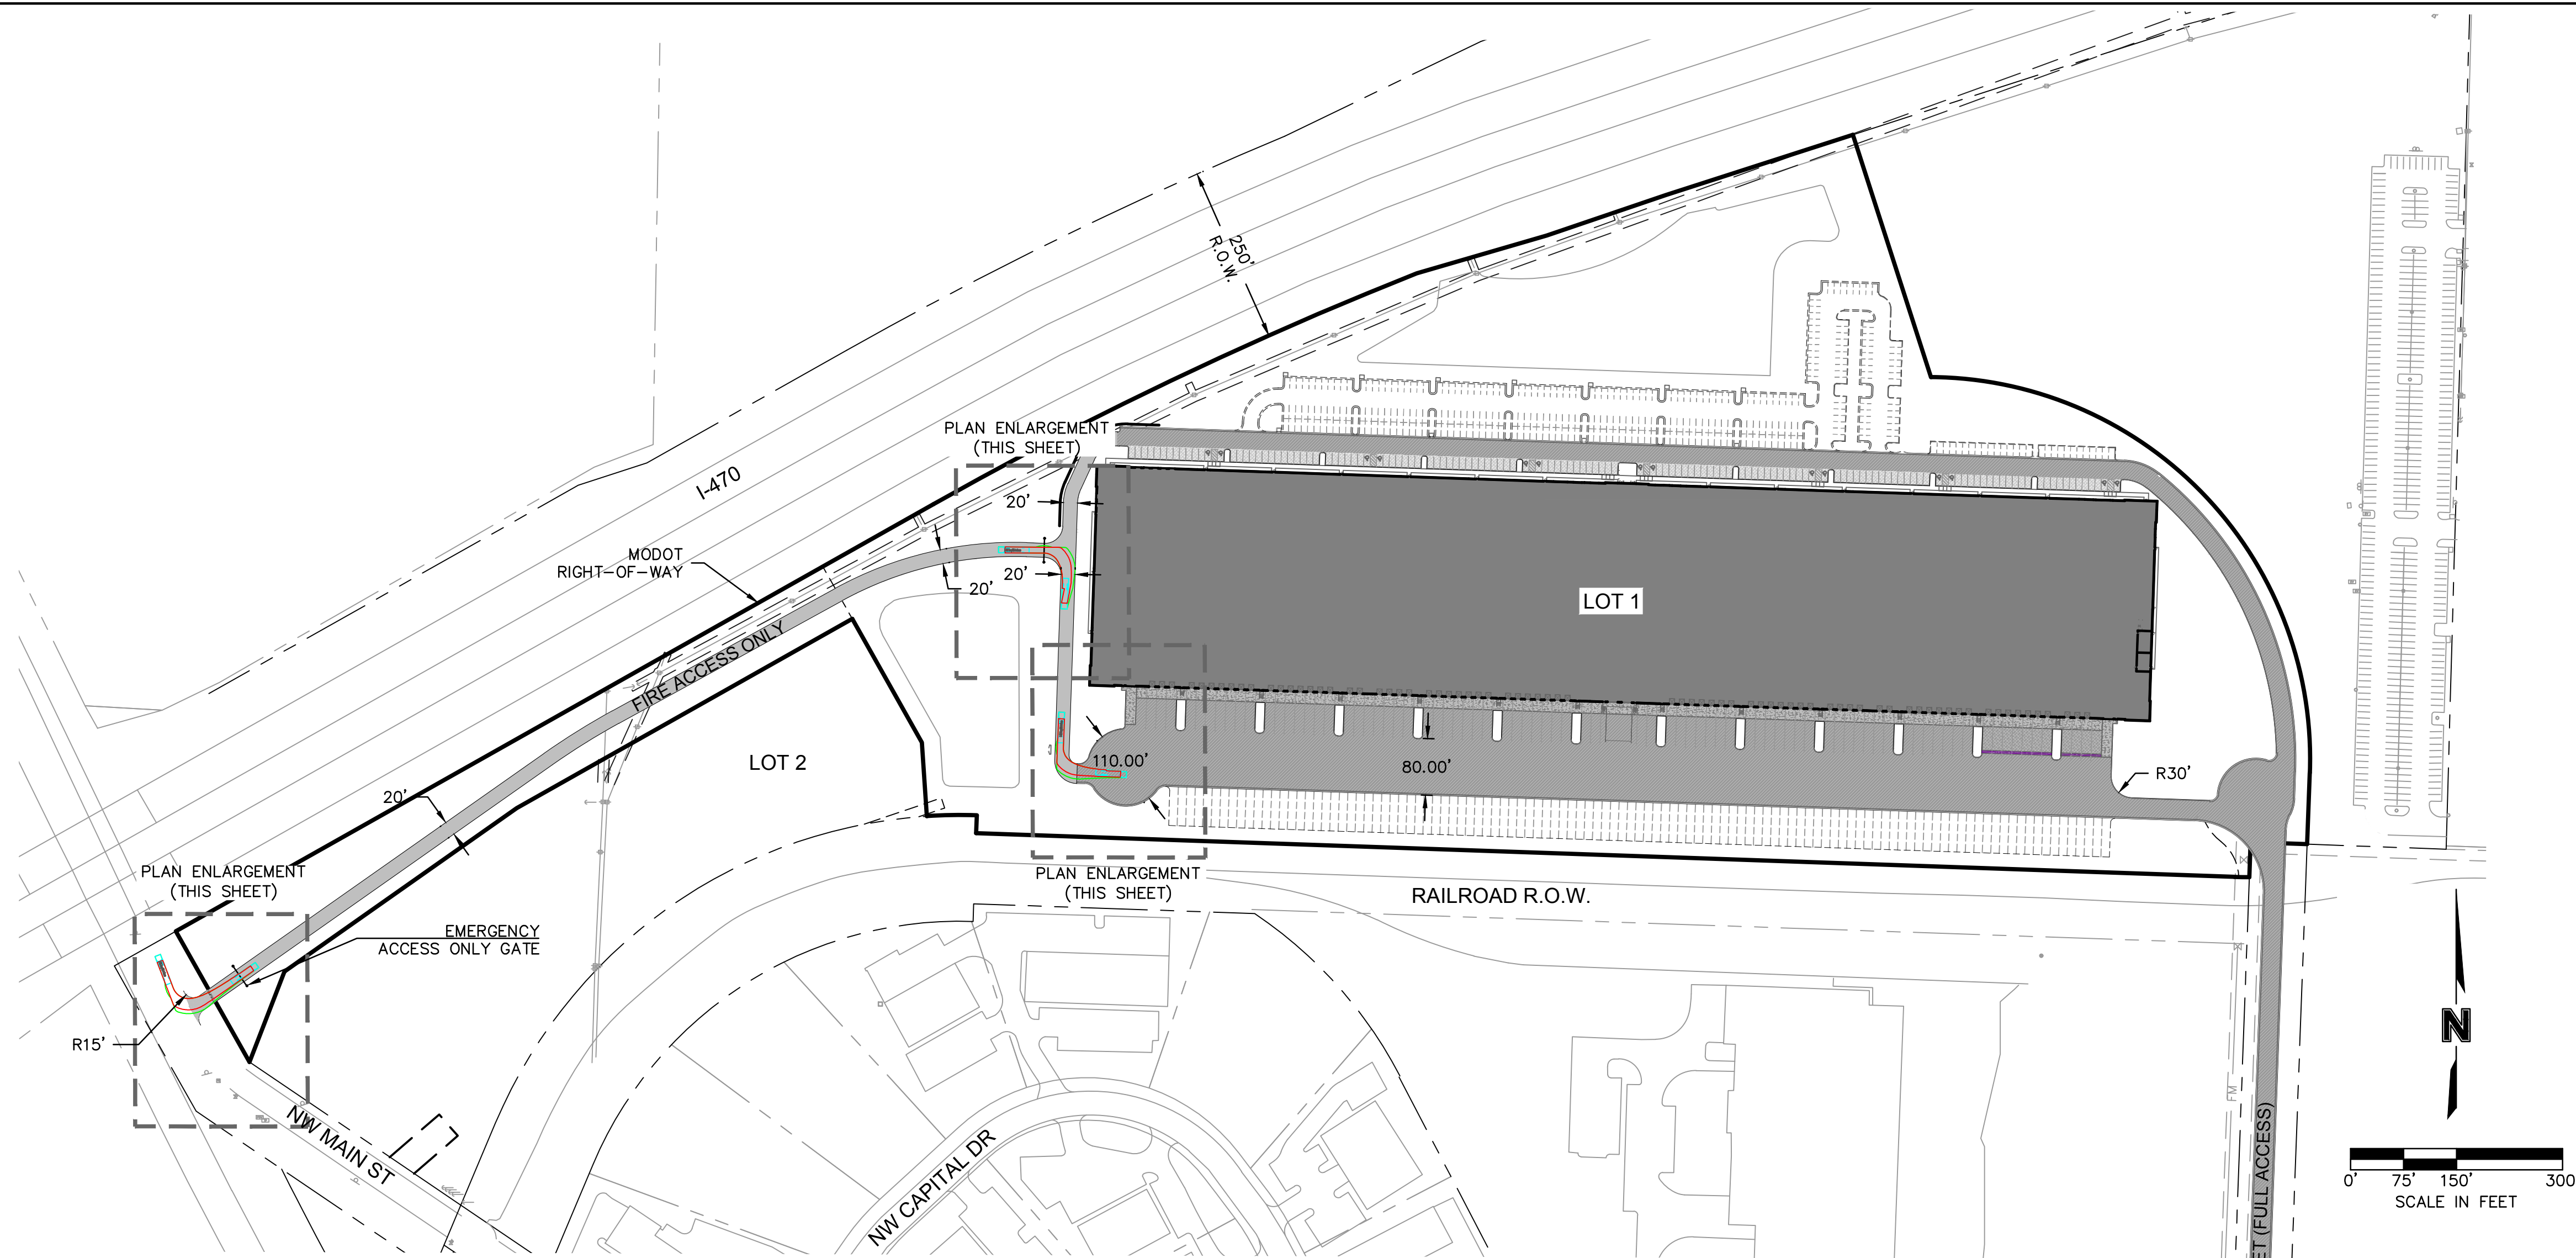 250'
R.O.W.
PLAN ENLARGEMENT
(THIS SHEET)
I-470
20'
MODOT
RIGHT-OF-WAY
20'
20'
LOT 1
FIRE ACCESS ONLY
LOT 2
110.00'
80.00'
R30'
20'
PLAN ENLARGEMENT
(THIS SHEET)
PLAN ENLARGEMENT
(THIS SHEET)
RAILROAD R.O.W.
EMERGENCY
ACCESS ONLY GATE
R15'
N
NW MAIN ST
NW CAPITAL DR
FM
ET (FULL ACCESS)
0' 75' 150' 300
SCALE IN FEET